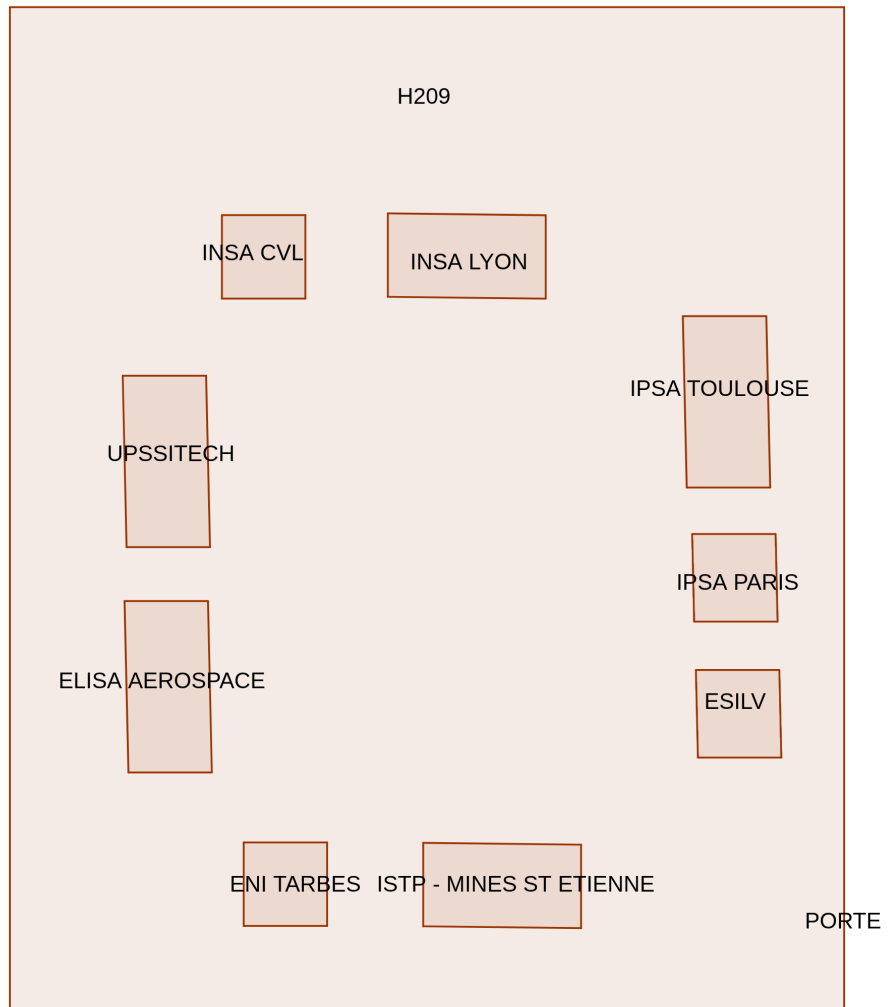 H209
INSA CVL
INSA LYON
IPSA TOULOUSE
UPSSITECH
IPSA PARIS
ELISA AEROSPACE
ESILV
ENI TARBES
ISTP - MINES ST ETIENNE
PORTE